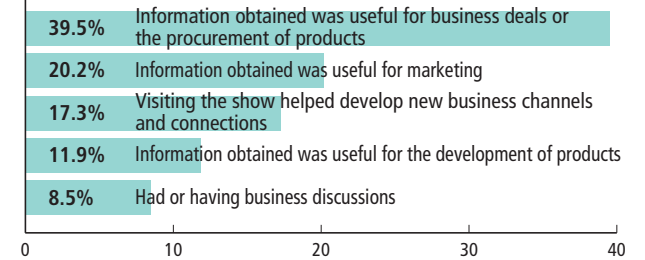 39.5% Information obtained was useful for business deals or
the procurement of products
20.2% Information obtained was useful for marketing
17.3% Visiting the show helped develop new business channels
and connections
11.9% Information obtained was useful for the development of products
8.5% Had or having business discussions
0 10 20 30 40